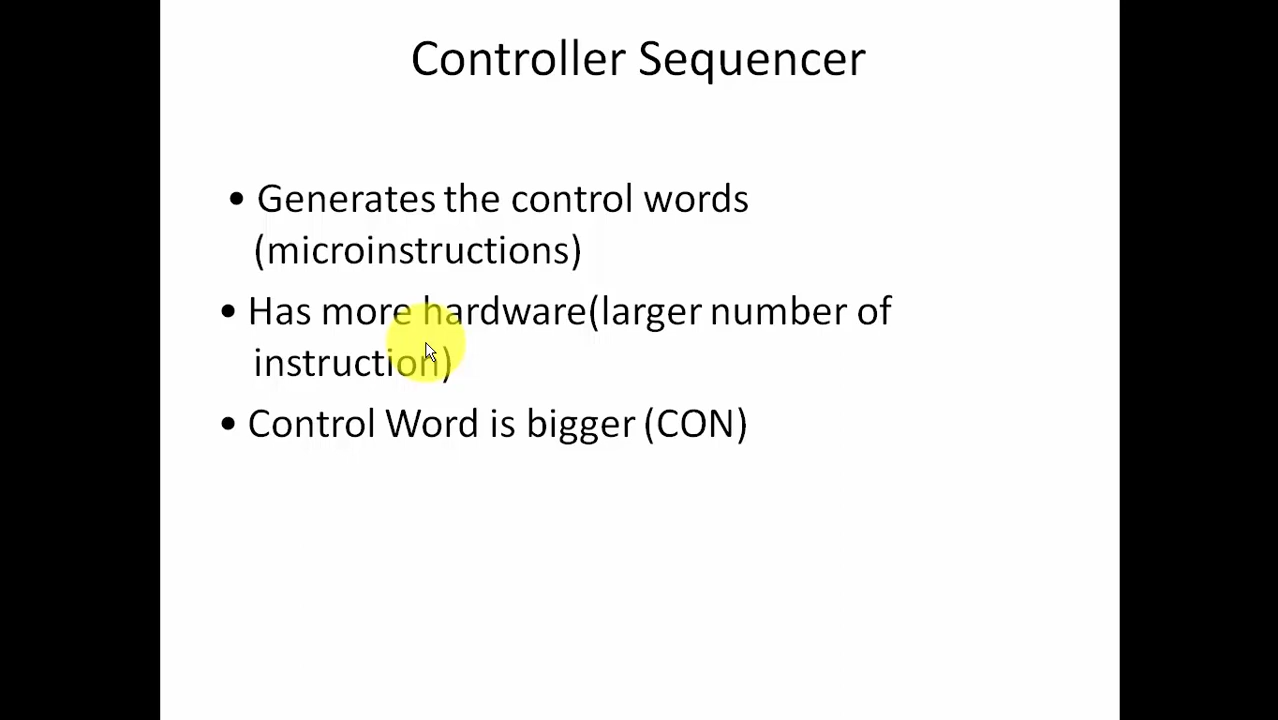 Controller Sequencer
• Generates the control words
(microinstructions)
• Has more hardware(larger number of
instruction)
• Control Word is bigger (CON)